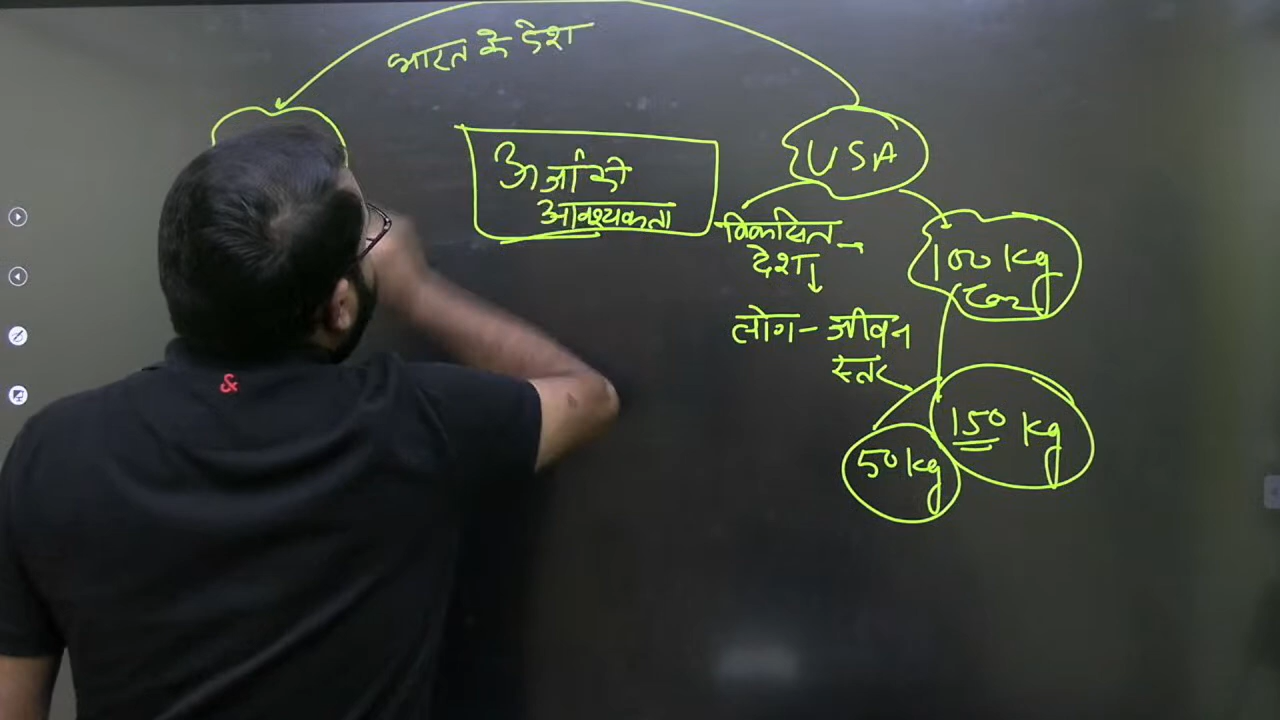 भारत के देश
USA
ऊर्जा की
आवश्यकता
विकसित
देश
100 kg
लोग - जीवन
स्तर
150 kg
50 kg
&